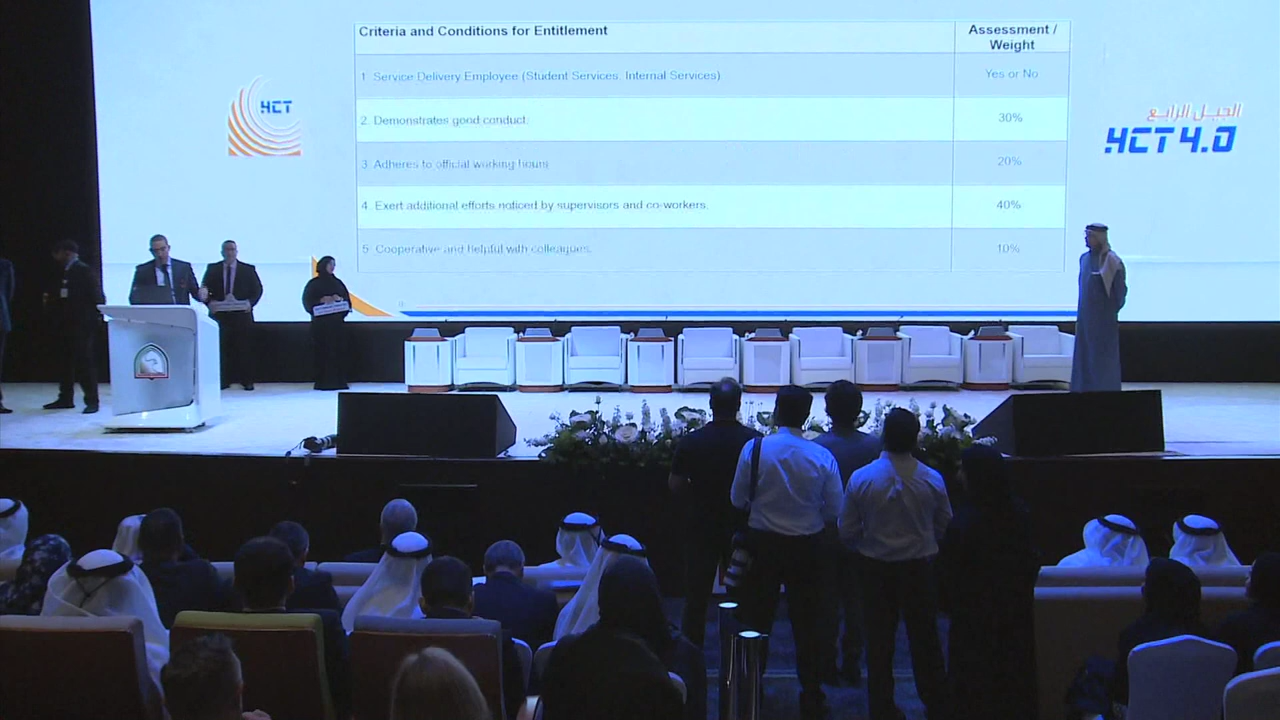 Criteria and Conditions for Entitlement
Assessment /
Weight
1. Service Delivery Employee (Student Services, Internal Services)
Yes or No
2. Demonstrates good conduct.
30%
3. Adheres to official working hours
20%
4. Exert additional efforts noticed by supervisors and co-workers.
40%
5. Cooperative and helpful with colleagues.
10%
HCT
الجيل الرابع
HCT 4.0